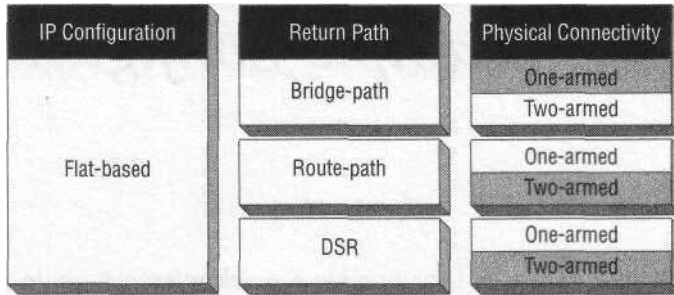 IP Configuration
Flat-based
Return Path
Bridge-path
Route-path
DSR
Physical Connectivity
One-armed
Two-armed
One-armed
Two-armed
One-armed
Two-armed